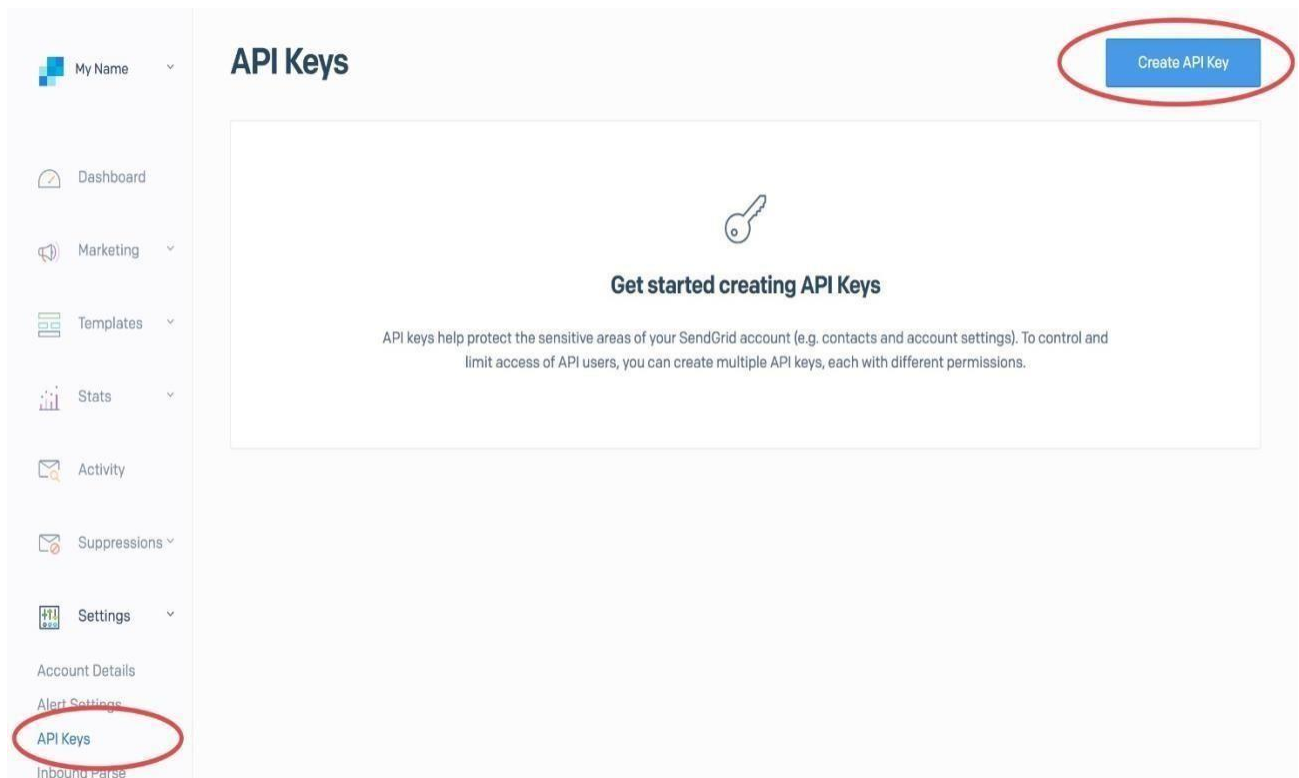 My Name
API Keys
Create API Key
Dashboard
Marketing
Templates
Stats
Activity
Suppressions
Settings
Account Details
Alert Settings
API Keys
Inbound Parse
Get started creating API Keys
API keys help protect the sensitive areas of your SendGrid account (e.g. contacts and account settings). To control and
limit access of API users, you can create multiple API keys, each with different permissions.